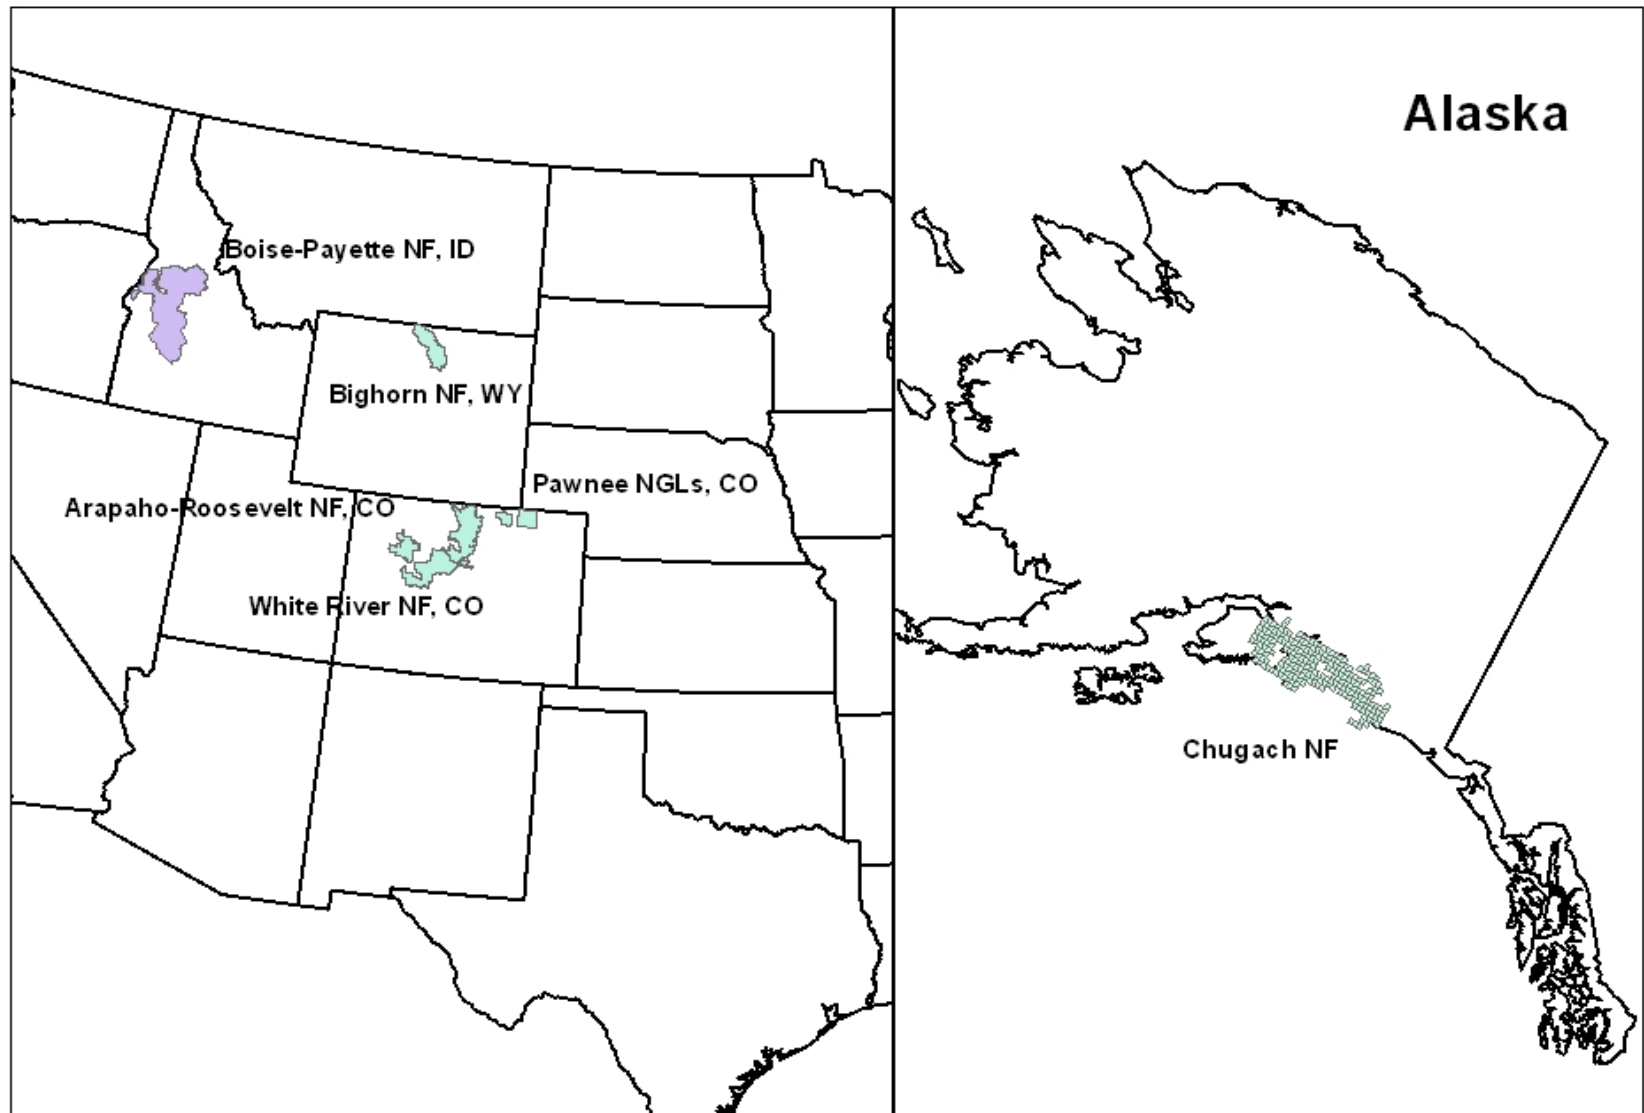 Alaska
Boise-Payette NF, ID
Bighorn NF, WY
Pawnee NGLs, CO
Arapaho-Roosevelt NF, CO
White River NF, CO
Chugach NF